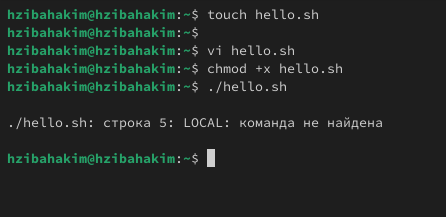 hzibahakim@hzibahakim:~$ touch hello.sh
hzibahakim@hzibahakim:~$
hzibahakim@hzibahakim:~$ vi hello.sh
hzibahakim@hzibahakim:~$ chmod +x hello.sh
hzibahakim@hzibahakim:~$ ./hello.sh
./hello.sh: строка 5: LOCAL: команда не найдена
hzibahakim@hzibahakim:~$